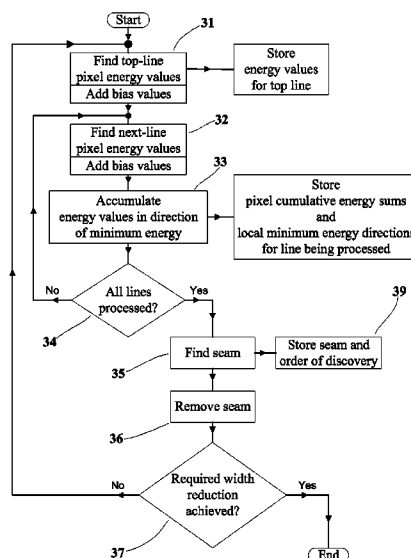 Start
31
Find top-line
pixel energy values
Add bias values
Store
energy values
for top line
32
Find next-line
pixel energy values
Add bias values
33
Accumulate
energy values in direction
of minimum energy
Store
pixel cumulative energy sums
and
local minimum energy directions
for line being processed
No
All lines
processed?
Yes
34
39
Find seam
35
Store seam and
order of discovery
Remove seam
36
No
Required width
reduction
achieved?
Yes
37
End